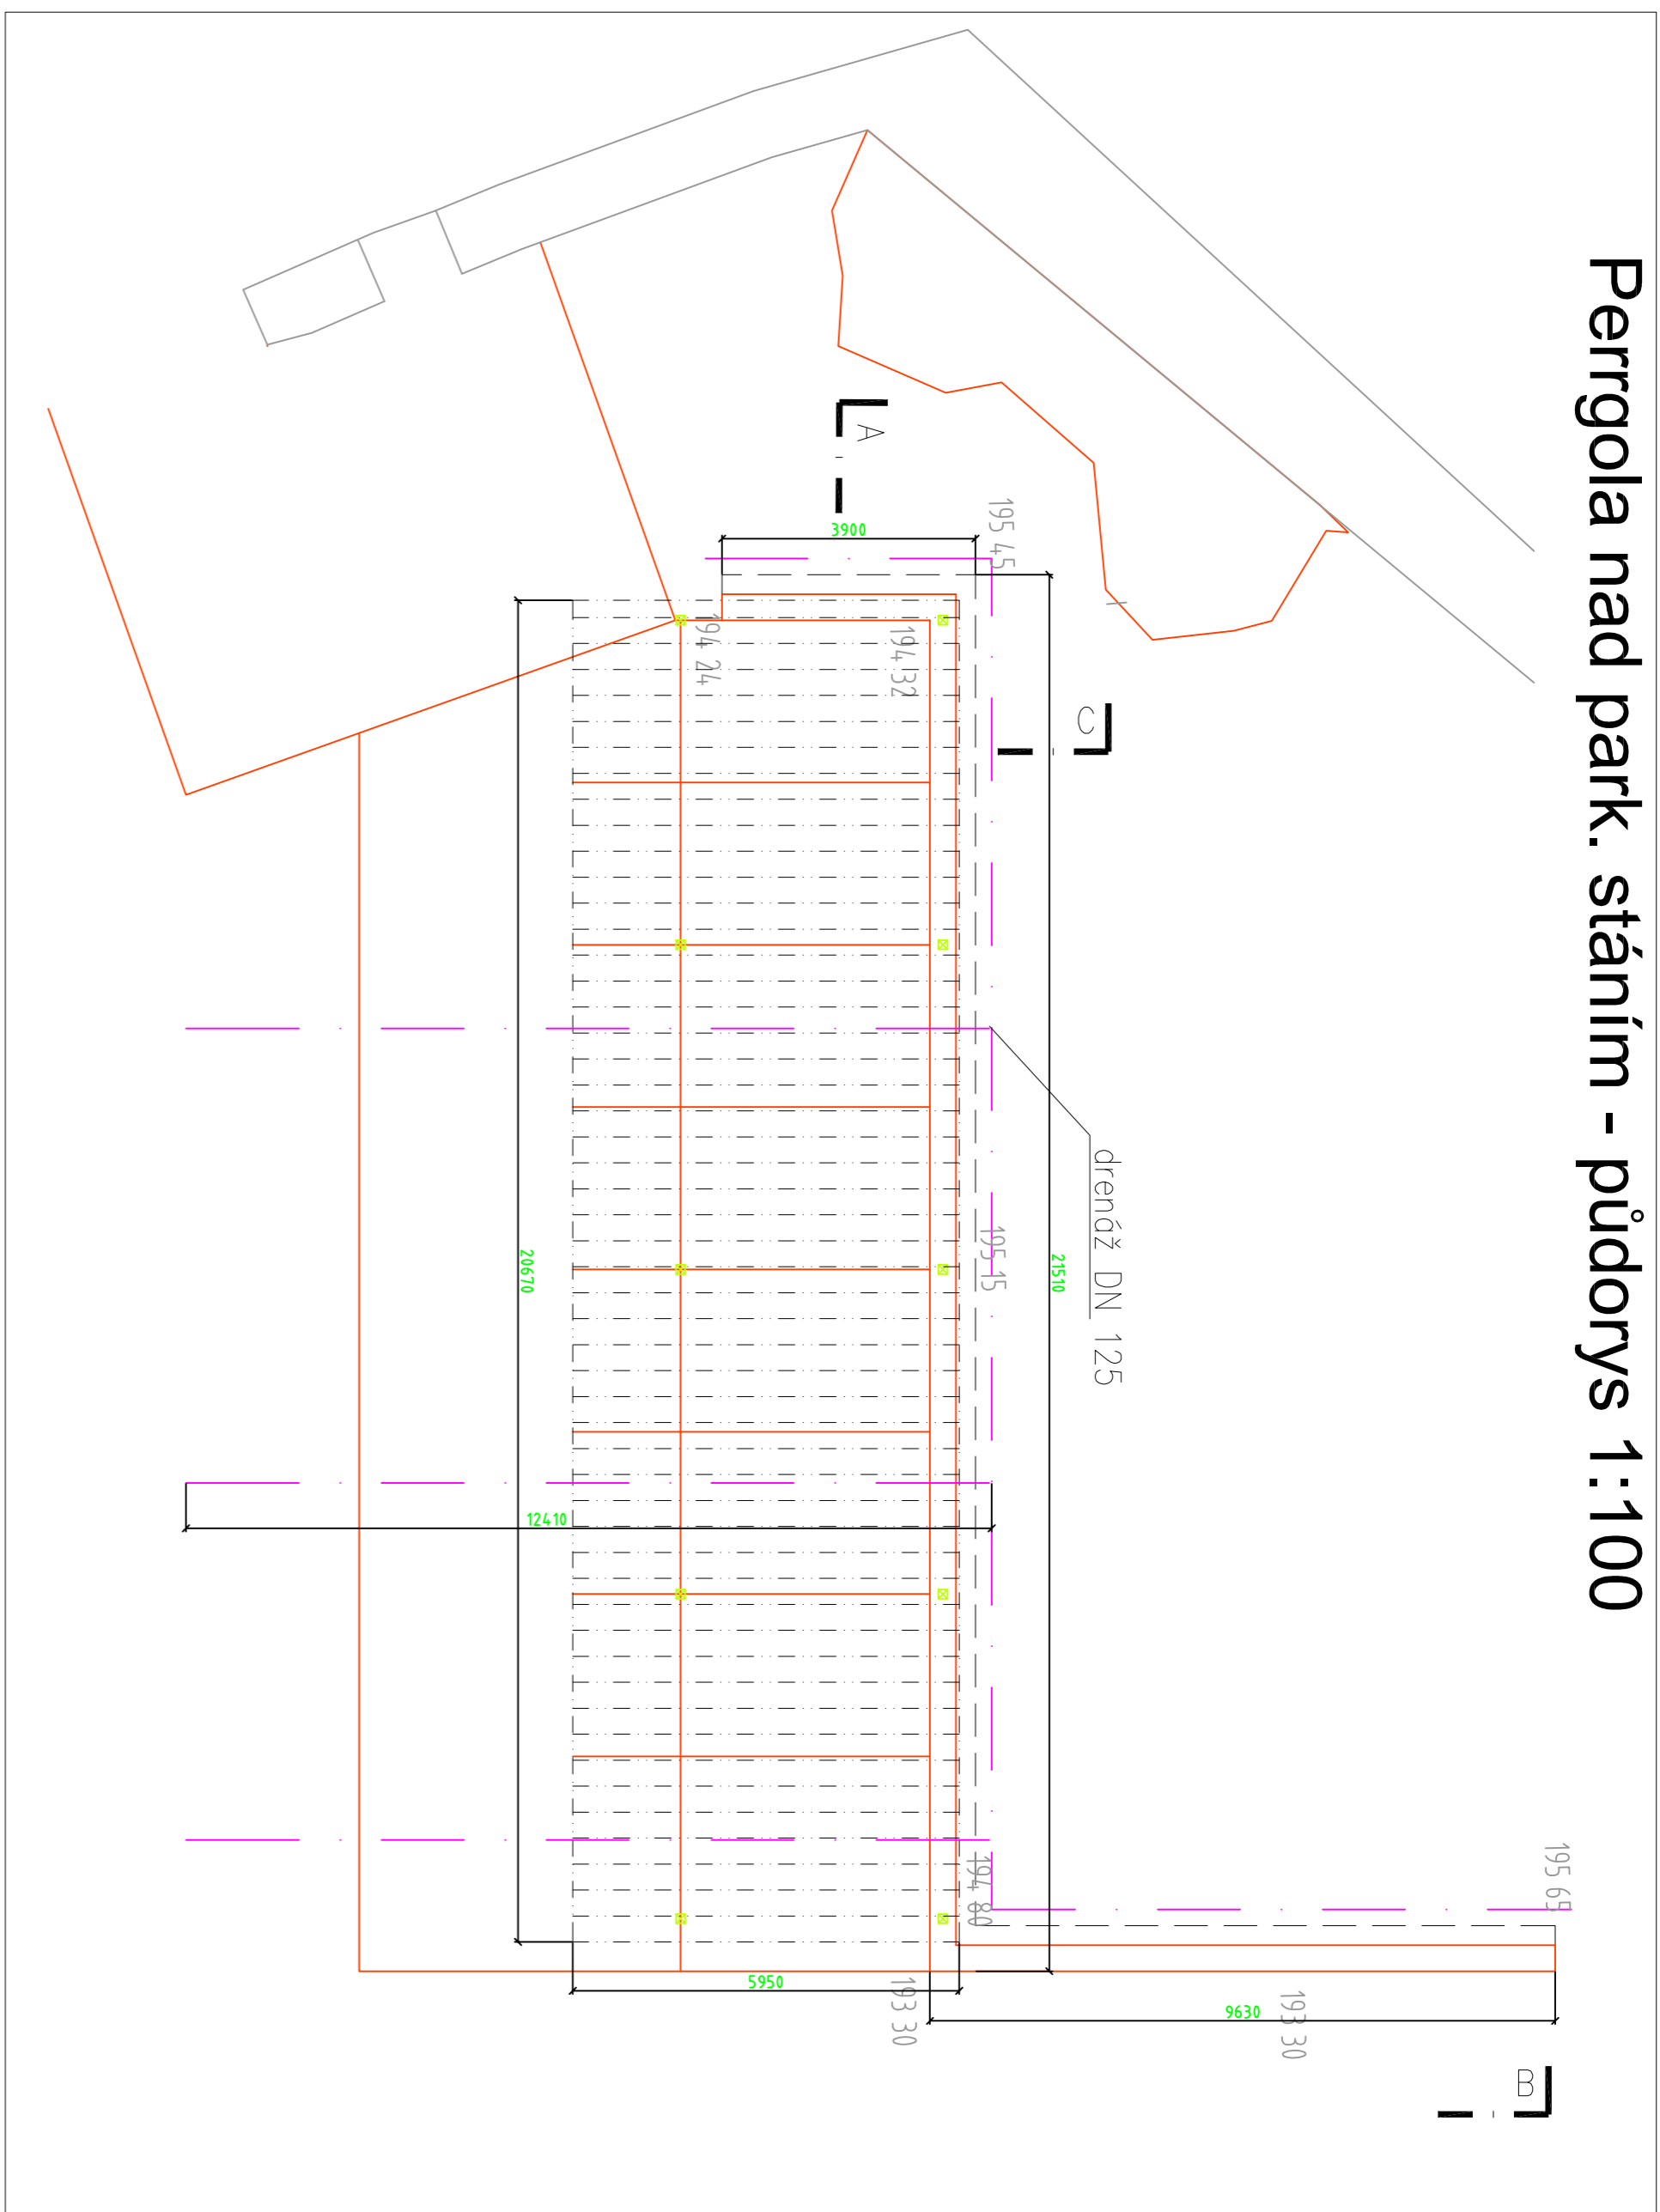 Perrgola nad park. stáním - půdorys 1:100
195 65
193 30
B
drenáž DN 125
C
21510
195 45
195 15
194 80
9630
A
3900
194 32
193 30
194 24
5950
12410
20670